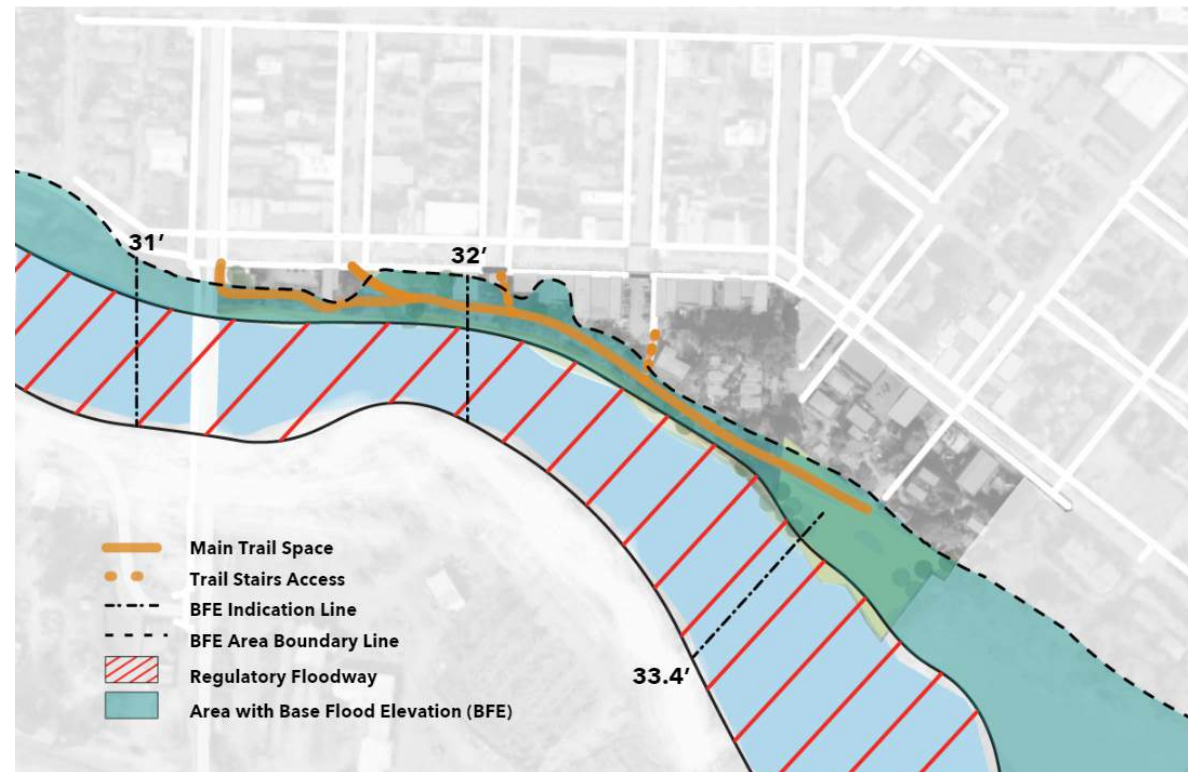 31’
32’
33.4’
Main Trail Space
Trail Stairs Access
BFE Indication Line
BFE Area Boundary Line
Regulatory Floodway
Area with Base Flood Elevation (BFE)